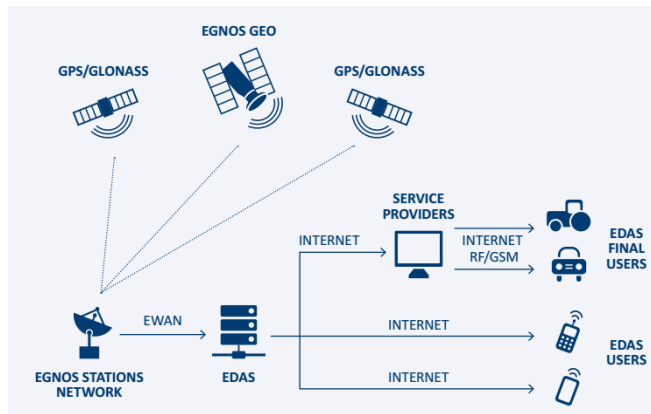 EGNOS GEO
GPS/GLONASS
GPS/GLONASS
SERVICE
PROVIDERS
INTERNET
INTERNET
RF/GSM
EDAS
FINAL
USERS
EWAN
INTERNET
EDAS
USERS
INTERNET
EGNOS STATIONS
NETWORK
EDAS